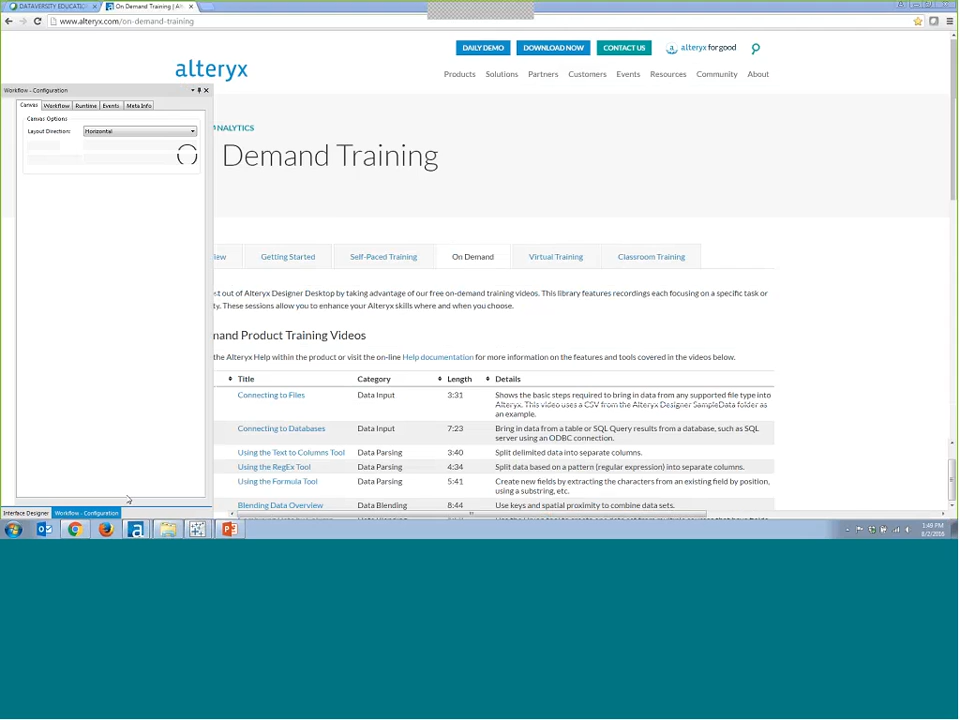 DATAVERSITY EDUCATIO
On Demand Training | Al
www.alteryx.com/on-demand-training
DAILY DEMO
DOWNLOAD NOW
CONTACT US
alteryx for good
alteryx
Products
Solutions
Partners
Customers
Events
Resources
Community
About
Workflow - Configuration
Canvas
Workflow
Runtime
Events
Meta Info
Canvas Options
Layout Direction:
Horizontal
NALYTICS
Demand Training
iew
Getting Started
Self-Paced Training
On Demand
Virtual Training
Classroom Training
st out of Alteryx Designer Desktop by taking advantage of our free on-demand training videos. This library features recordings each focusing on a specific task or
ty. These sessions allow you to enhance your Alteryx skills where and when you choose.
mand Product Training Videos
the Alteryx Help within the product or visit the on-line Help documentation for more information on the features and tools covered in the videos below.
Title
Category
Length
Details
Connecting to Files
Data Input
3:31
Shows the basic steps required to bring in data from any supported file type into
Alteryx. This video uses a CSV from the Alteryx Designer SampleData folder as
an example.
Connecting to Databases
Data Input
7:23
Bring in data from a table or SQL Query results from a database, such as SQL
server using an ODBC connection.
Using the Text to Columns Tool
Data Parsing
3:40
Split delimited data into separate columns.
Using the RegEx Tool
Data Parsing
4:34
Split data based on a pattern (regular expression) into separate columns.
Using the Formula Tool
Data Parsing
5:41
Create new fields by extracting the characters from an existing field by position,
using a substring, etc.
Blending Data Overview
Data Blending
8:44
Use keys and spatial proximity to combine data sets.
Interface Designer
Workflow - Configuration
1:49 PM
6/2/2016